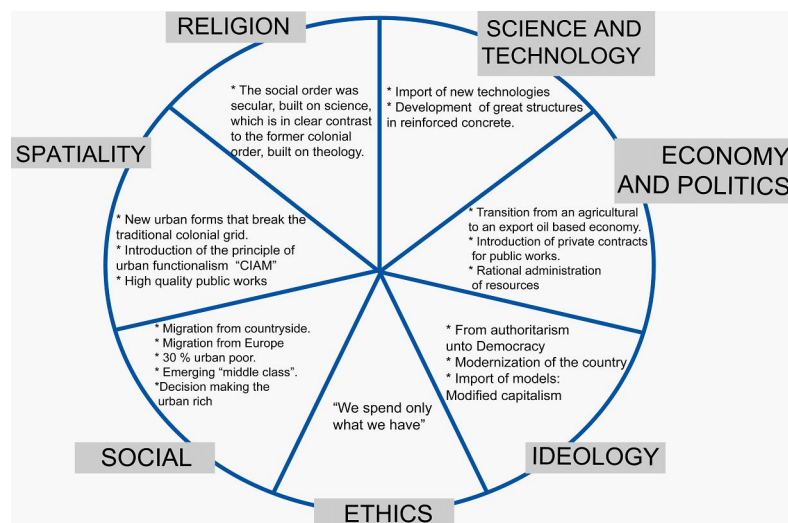 RELIGION
* The social order was
secular, built on science,
which is in clear contrast
to the former colonial
order, built on theology.
SCIENCE AND
TECHNOLOGY
* Import of new technologies
* Development of great structures
in reinforced concrete.
SPATIALITY
* New urban forms that break the
traditional colonial grid.
* Introduction of the principle of
urban functionalism “CIAM”
* High quality public works
ECONOMY
AND POLITICS
* Transition from an agricultural
to an export oil based economy.
* Introduction of private contracts
for public works.
* Rational administration
of resources
SOCIAL
* Migration from countryside.
* Migration from Europe
* 30 % urban poor.
* Emerging “middle class”.
*Decision making the
urban rich
ETHICS
“We spend only
what we have”
IDEOLOGY
* From authoritarism
unto Democracy
* Modernization of the country
* Import of models:
Modified capitalism